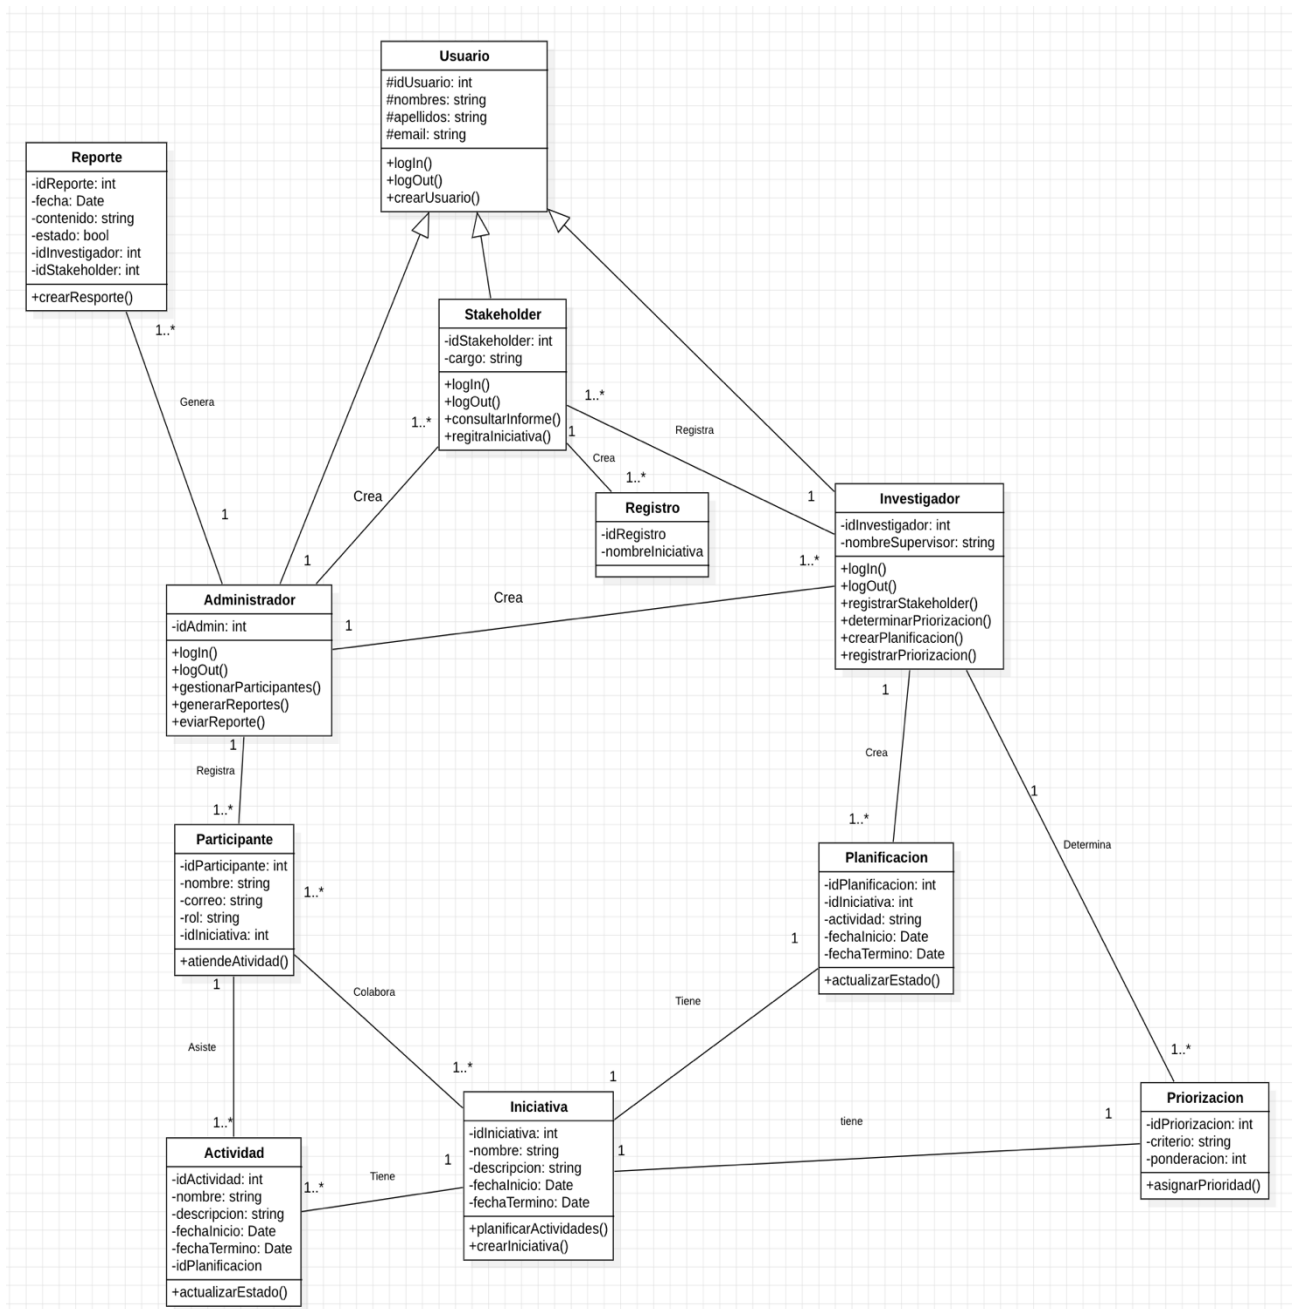 Usuario
#idUsuario: int
#nombres: string
#apellidos: string
#email: string
+logIn()
+logOut()
+crearUsuario()
Reporte
-idReporte: int
-fecha: Date
-contenido: string
-estado: bool
-idInvestigador: int
-idStakeholder: int
+crearResporte()
1..*
Genera
1
Stakeholder
-idStakeholder: int
-cargo: string
+logIn()
+logOut()
+consultarInforme()
+regitraIniciativa()
1..*
Crea
1
1..*
Registra
1
1
Crea
1..*
Registro
-idRegistro
-nombreIniciativa
Investigador
-idInvestigador: int
-nombreSupervisor: string
+logIn()
+logOut()
+registrarStakeholder()
+determinarPriorizacion()
+crearPlanificacion()
+registrarPriorizacion()
1..*
Crea
1
Administrador
-idAdmin: int
+logIn()
+logOut()
+gestionarParticipantes()
+generarReportes()
+eviarReporte()
1
Registra
1..*
1
Crea
1..*
1
Determina
1..*
Participante
-idParticipante: int
-nombre: string
-correo: string
-rol: string
-idIniciativa: int
+atiendeAtividad()
1..*
Colabora
1..*
1
Asiste
1..*
Planificacion
-idPlanificacion: int
-idIniciativa: int
-actividad: string
-fechaInicio: Date
-fechaTermino: Date
+actualizarEstado()
1
Tiene
1
Iniciativa
-idIniciativa: int
-nombre: string
-descripcion: string
-fechaInicio: Date
-fechaTermino: Date
+planificarActividades()
+crearIniciativa()
1
tiene
1
Priorizacion
-idPriorizacion: int
-criterio: string
-ponderacion: int
+asignarPrioridad()
Actividad
-idActividad: int
-nombre: string
-descripcion: string
-fechaInicio: Date
-fechaTermino: Date
-idPlanificacion
+actualizarEstado()
1..*
Tiene
1